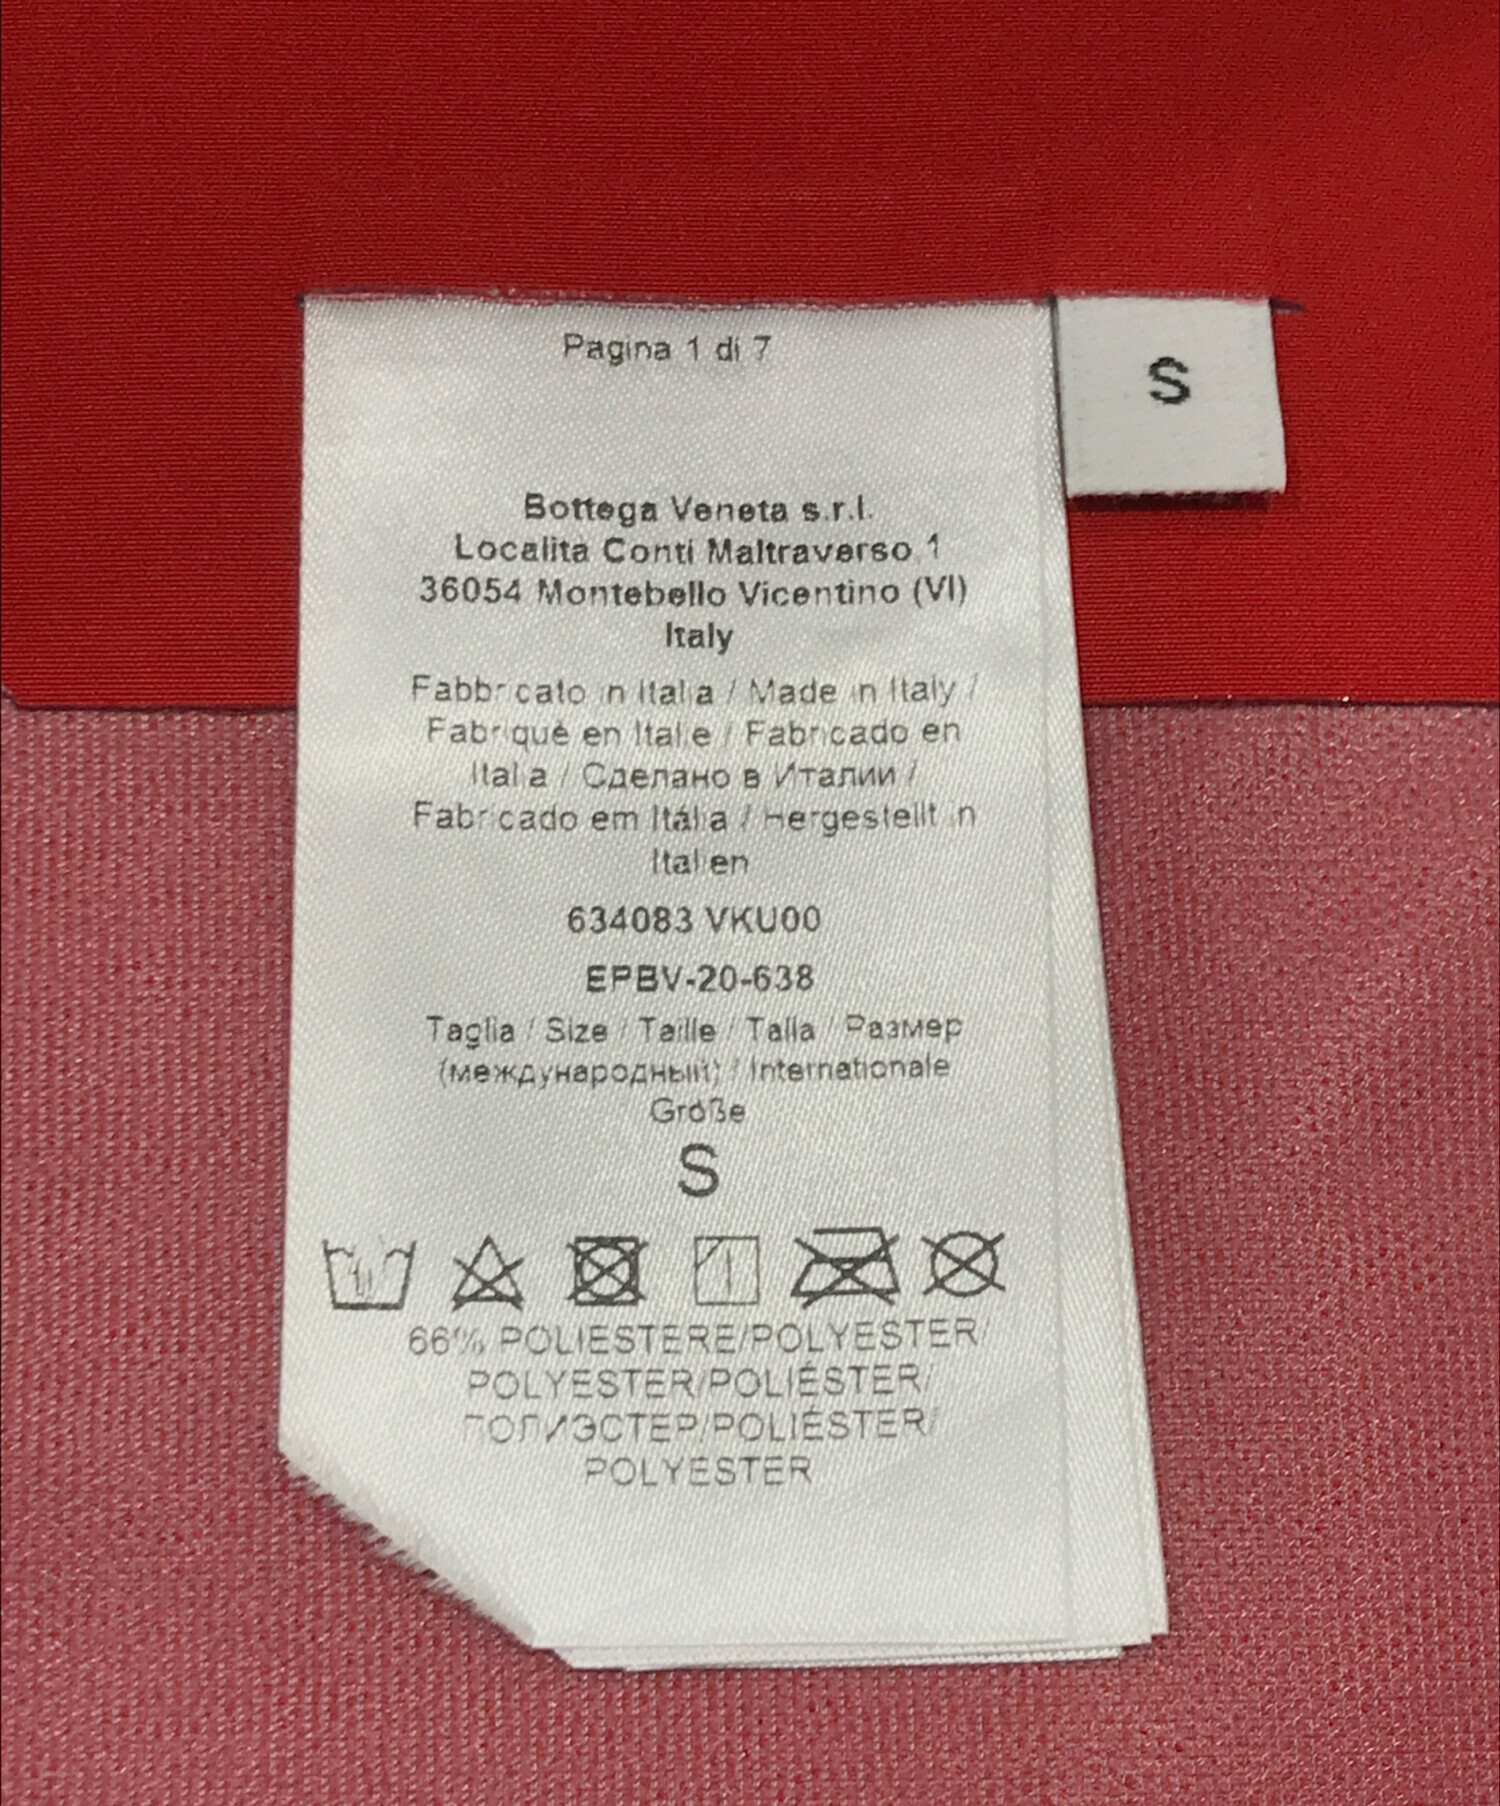 Pagina 1 di 7
S
Bottega Veneta s.r.l.
Localita Conti Maltraverso 1
36054 Montebello Vicentino (VI)
Italy
Fabbricato in Italia / Made in Italy /
Fabriqué en Italie / Fabricado en
Italia / Сделано в Италии /
Fabricado em Itália / Hergestellt in
Italien
634083 VKU00
EPBV-20-638
Taglia / Size / Taille / Talla / Размер
(международный) / Internationale
Größe
S
66% POLIESTERE/POLYESTER/
POLYESTER/POLIÉSTER/
ПОЛИЭСТЕР/POLIÉSTER/
POLYESTER